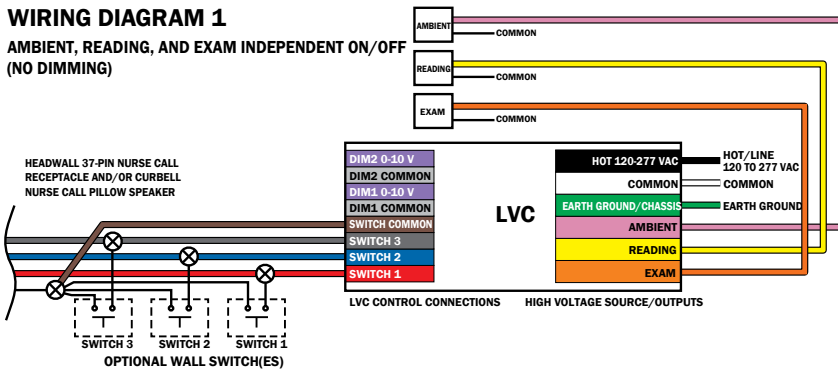 WIRING DIAGRAM 1
AMBIENT, READING, AND EXAM INDEPENDENT ON/OFF
(NO DIMMING)
AMBIENT
COMMON
READING
COMMON
EXAM
COMMON
HEADWALL 37-PIN NURSE CALL
RECEPTACLE AND/OR CURBELL
NURSE CALL PILLOW SPEAKER
DIM2 0-10 V
DIM2 COMMON
DIM1 0-10 V
DIM1 COMMON
SWITCH COMMON
SWITCH 3
SWITCH 2
SWITCH 1
LVC
HOT 120-277 VAC
COMMON
EARTH GROUND/CHASSIS
AMBIENT
READING
EXAM
HOT/LINE
120 TO 277 VAC
COMMON
EARTH GROUND
LVC CONTROL CONNECTIONS
HIGH VOLTAGE SOURCE/OUTPUTS
SWITCH 3
SWITCH 2
SWITCH 1
OPTIONAL WALL SWITCH(ES)